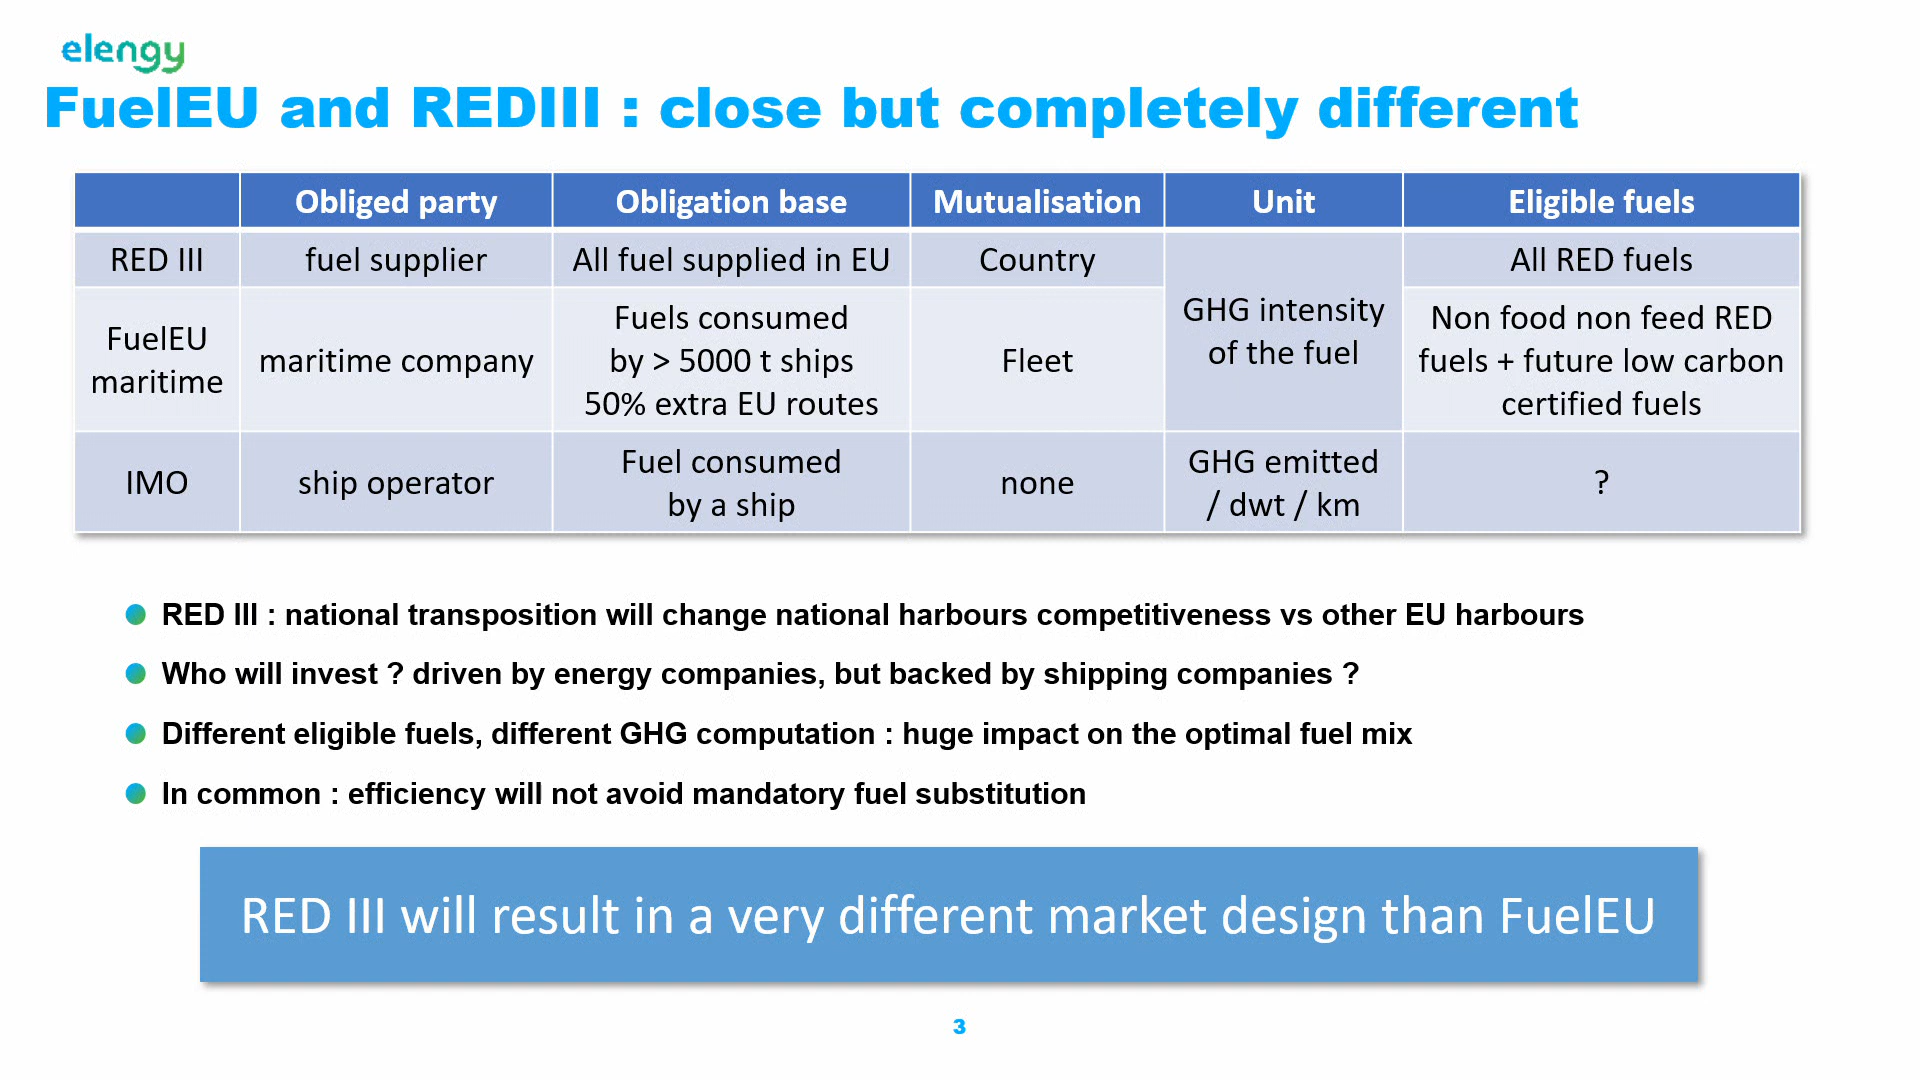 elengy
FuelEU and REDIII : close but completely different
Obliged party
Obligation base
Mutualisation
Unit
Eligible fuels
RED III
fuel supplier
All fuel supplied in EU
Country
GHG intensity
of the fuel
All RED fuels
FuelEU
maritime
maritime company
Fuels consumed
by > 5000 t ships
50% extra EU routes
Fleet
Non food non feed RED
fuels + future low carbon
certified fuels
IMO
ship operator
Fuel consumed
by a ship
none
GHG emitted
/ dwt / km
?
RED III : national transposition will change national harbours competitiveness vs other EU harbours
Who will invest ? driven by energy companies, but backed by shipping companies ?
Different eligible fuels, different GHG computation : huge impact on the optimal fuel mix
In common : efficiency will not avoid mandatory fuel substitution
RED III will result in a very different market design than FuelEU
3